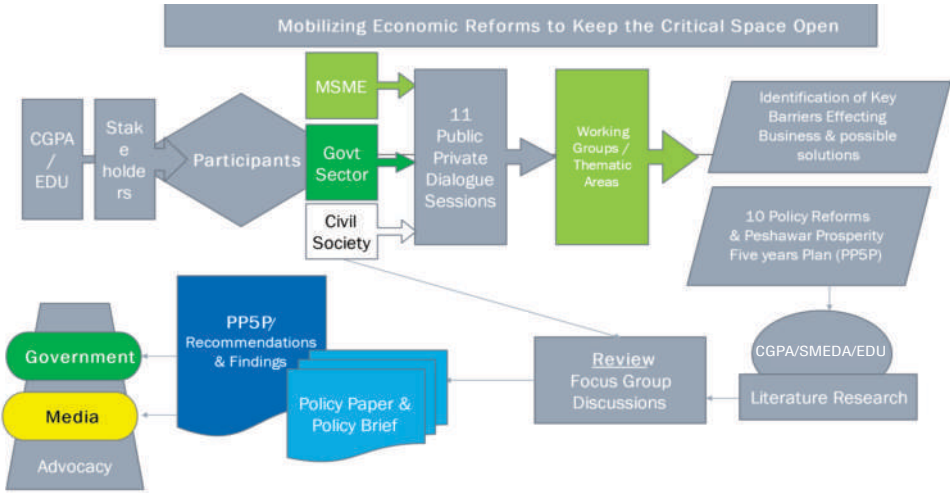 Mobilizing Economic Reforms to Keep the Critical Space Open
CGPA
/
EDU
Stak
e
holde
rs
Participants
MSME
Govt
Sector
Civil
Society
11
Public
Private
Dialogue
Sessions
Working
Groups /
Thematic
Areas
Identification of Key
Barriers Effecting
Business & possible
solutions
10 Policy Reforms
& Peshawar Prosperity
Five years Plan (PP5P)
CGPA/SMEDA/EDU
Literature Research
Review
Focus Group
Discussions
Policy Paper &
Policy Brief
PP5P/
Recommendations
& Findings
Government
Media
Advocacy